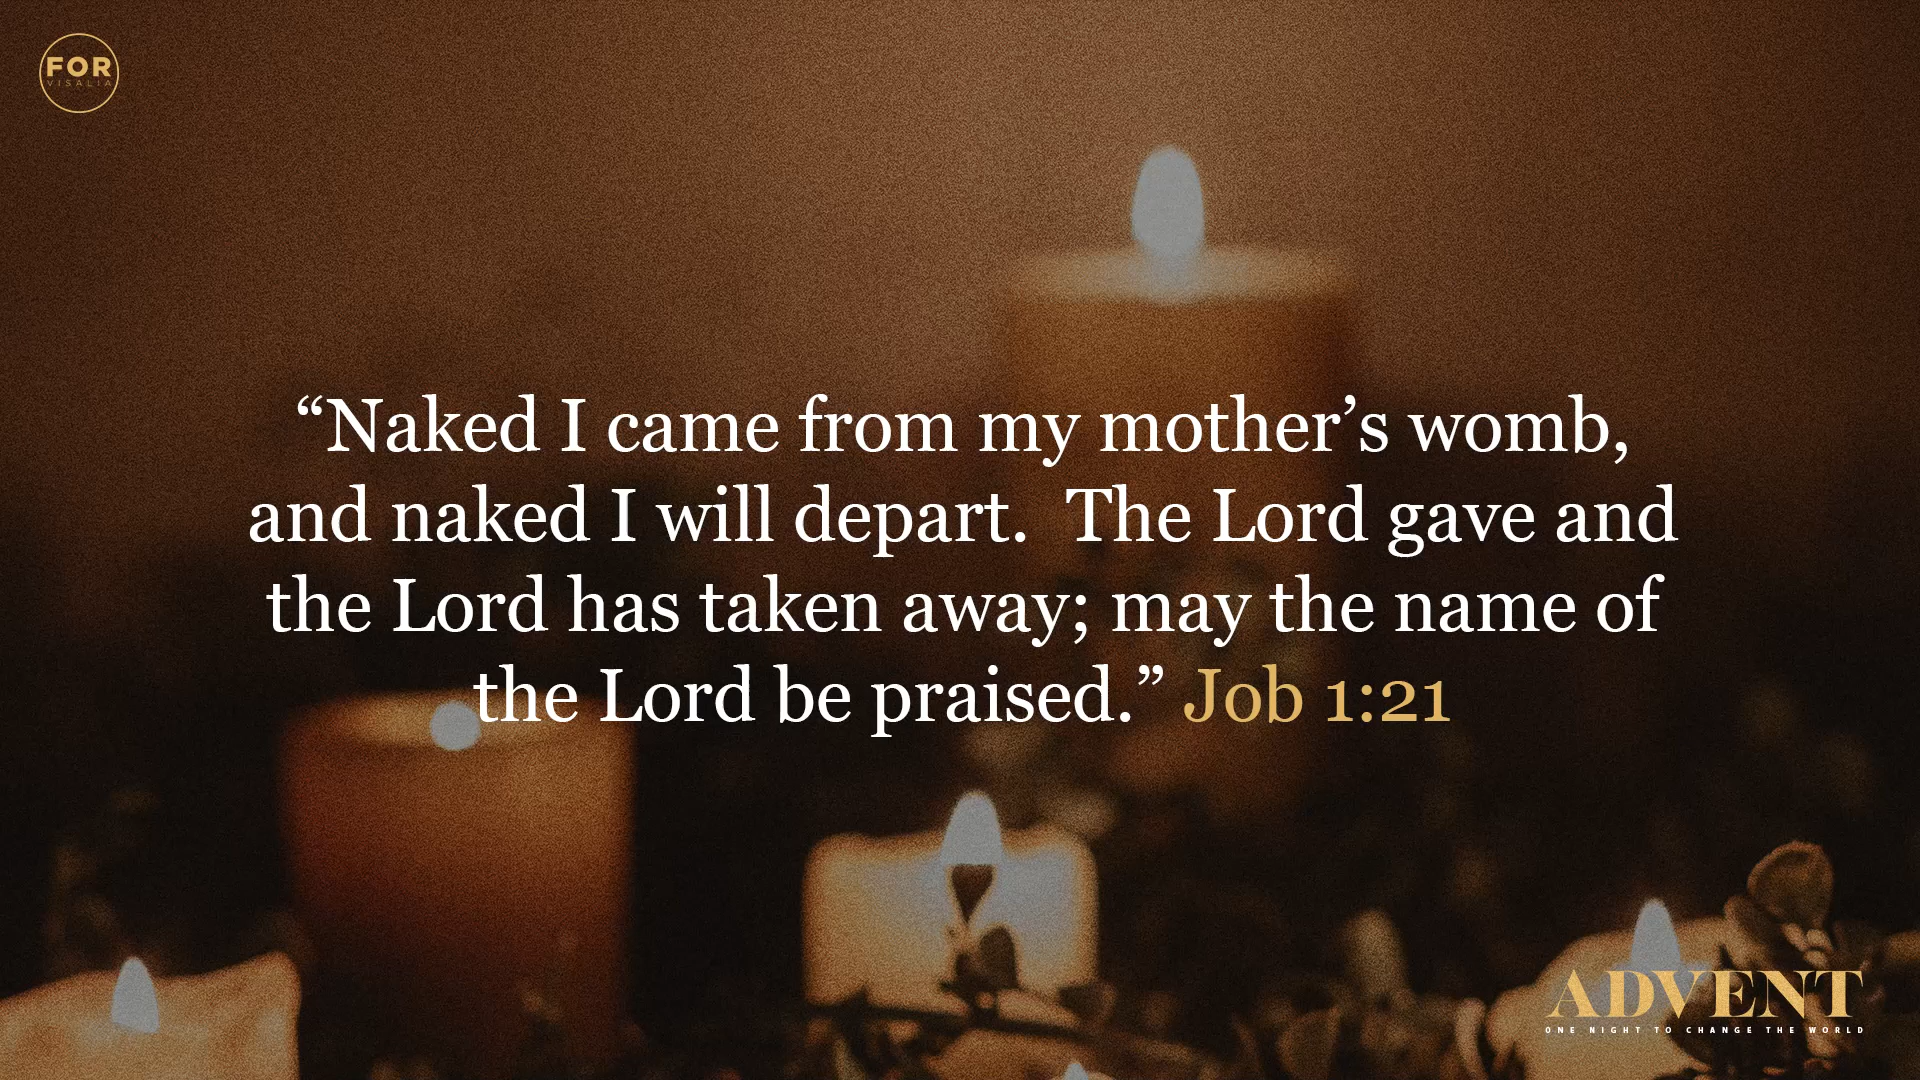 FOR
VISALIA
“Naked I came from my mother’s womb,
and naked I will depart.  The Lord gave and
the Lord has taken away; may the name of
the Lord be praised.” Job 1:21
ADVENT
ONE NIGHT TO CHANGE THE WORLD